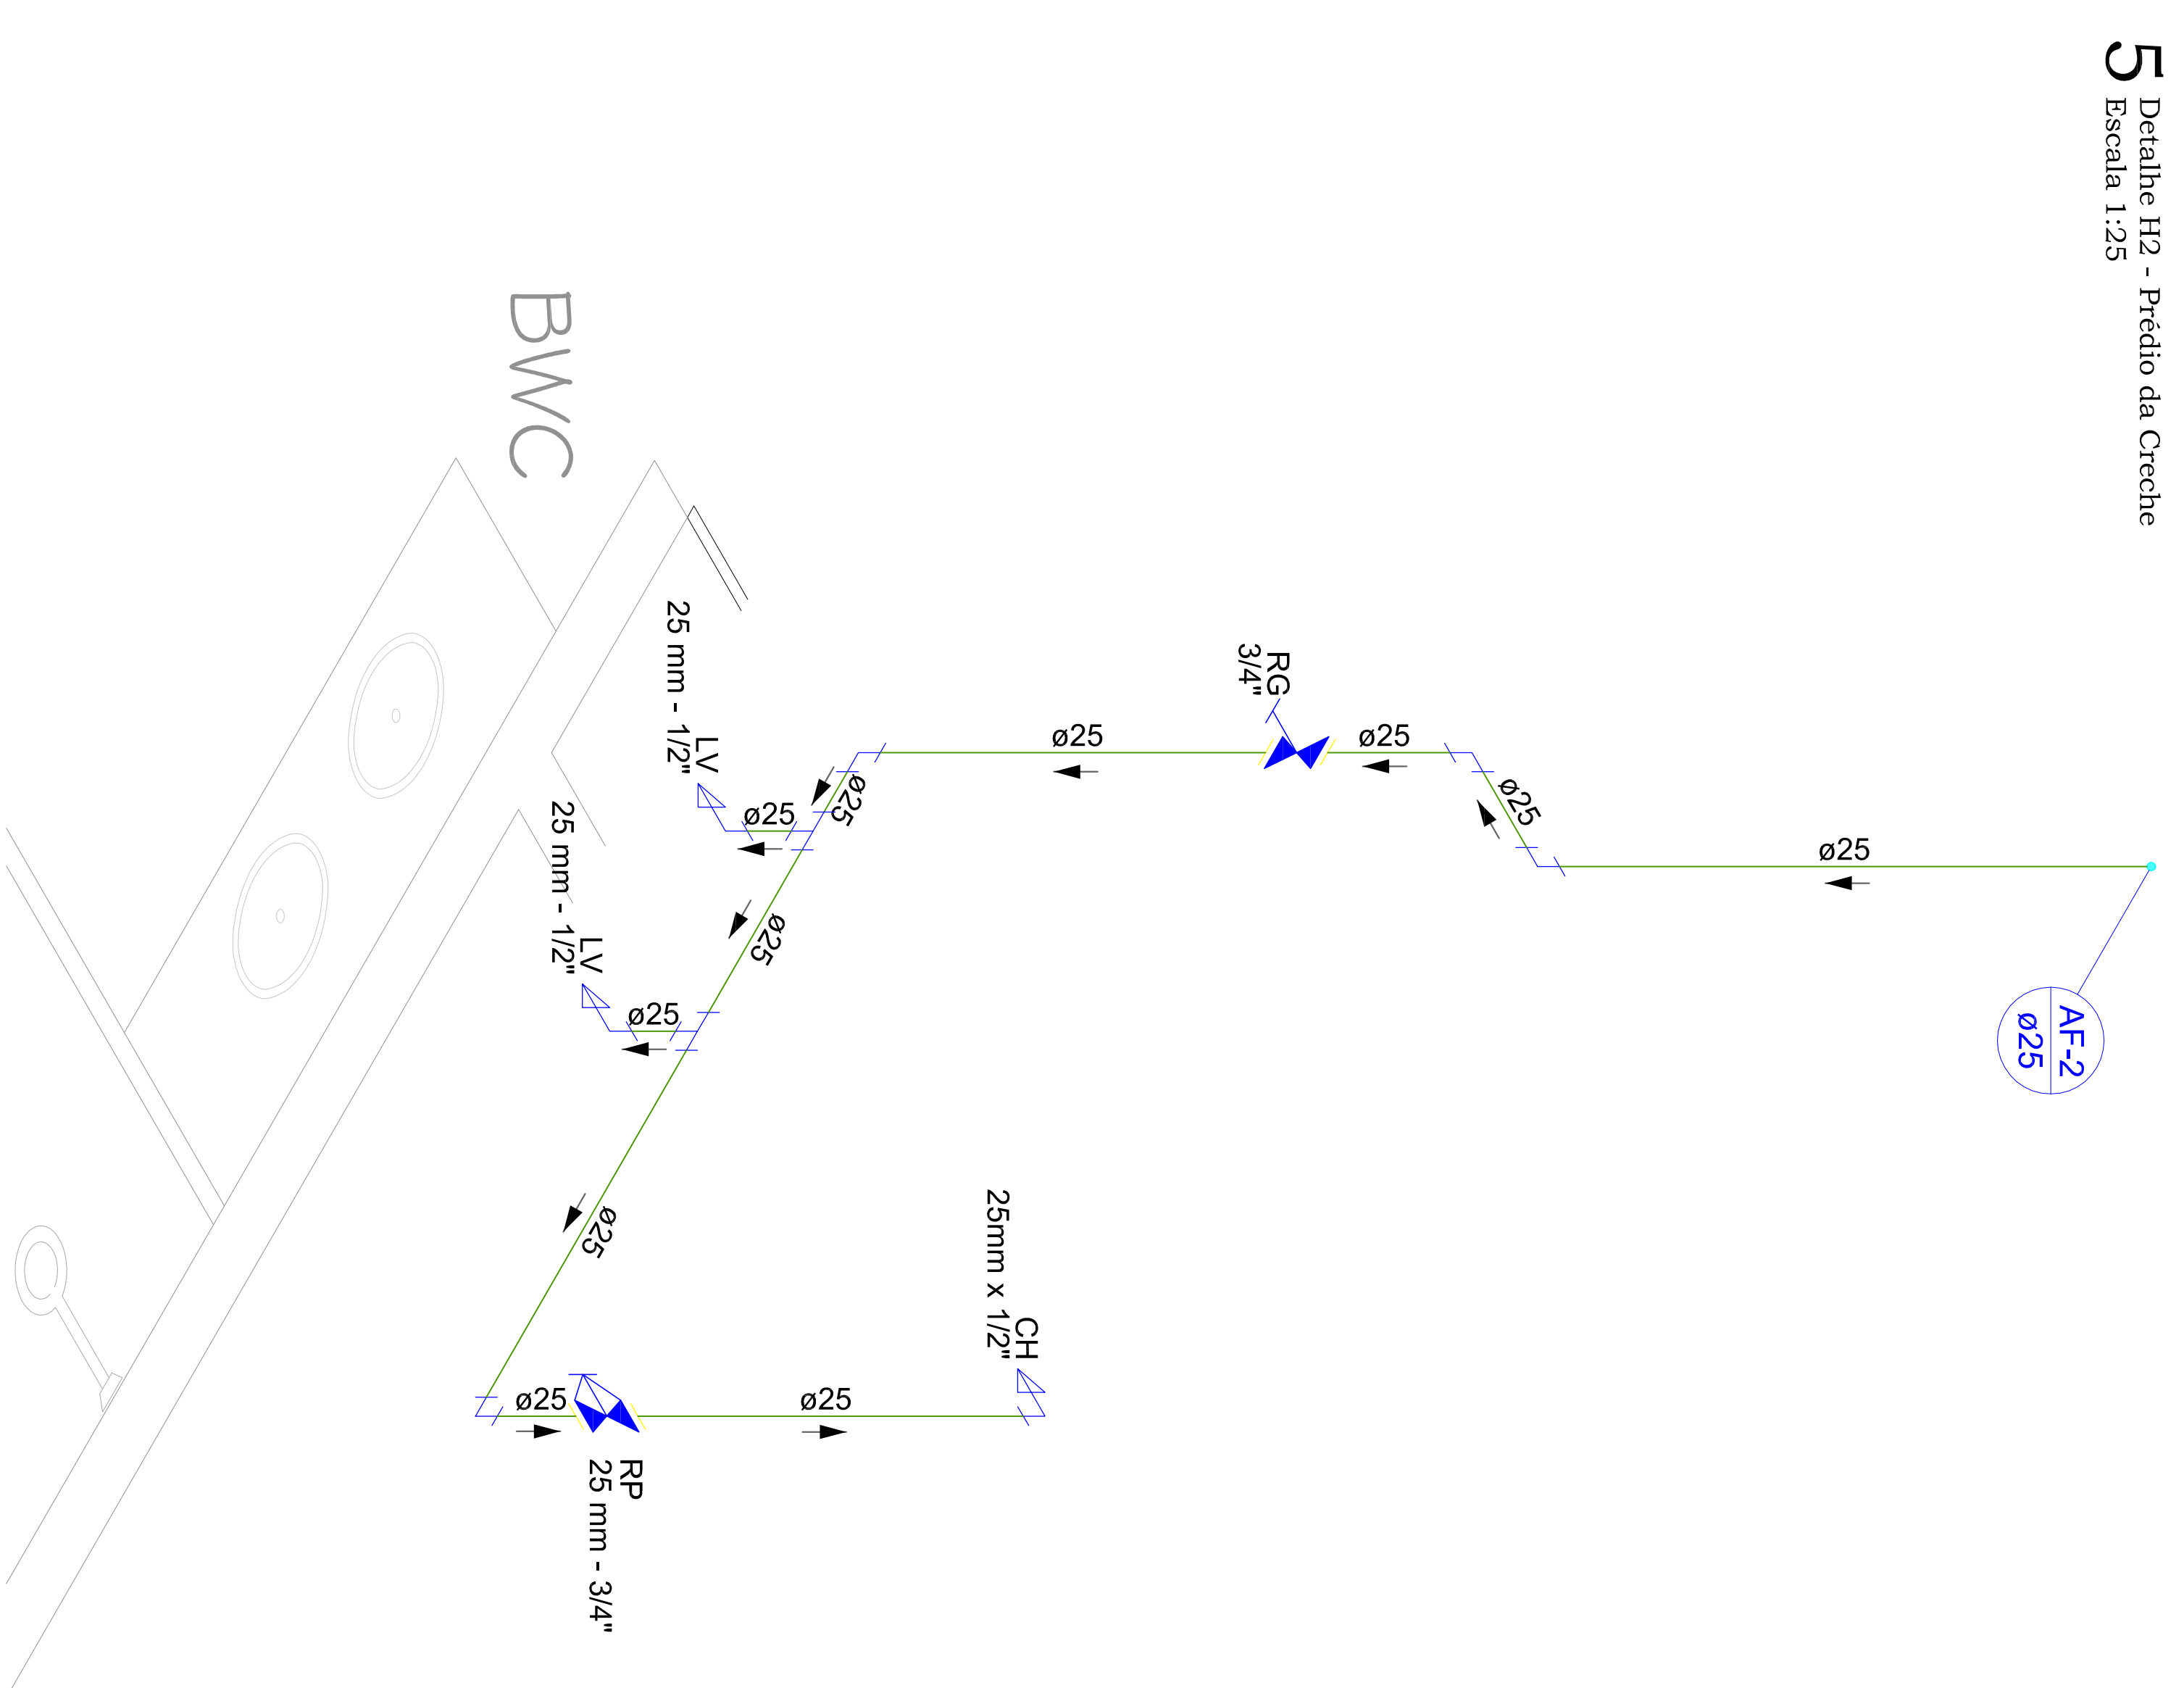 5
Detalhe H2 - Prédio da Creche
Escala 1:25
AF-2
ø25
ø25
ø25
ø25
RG
3/4"
ø25
ø25
LV
25 mm - 1/2"
ø25
ø25
LV
25 mm - 1/2"
ø25
ø25
CH
25mm x 1/2"
ø25
ø25
RP
25 mm - 3/4"
BWC